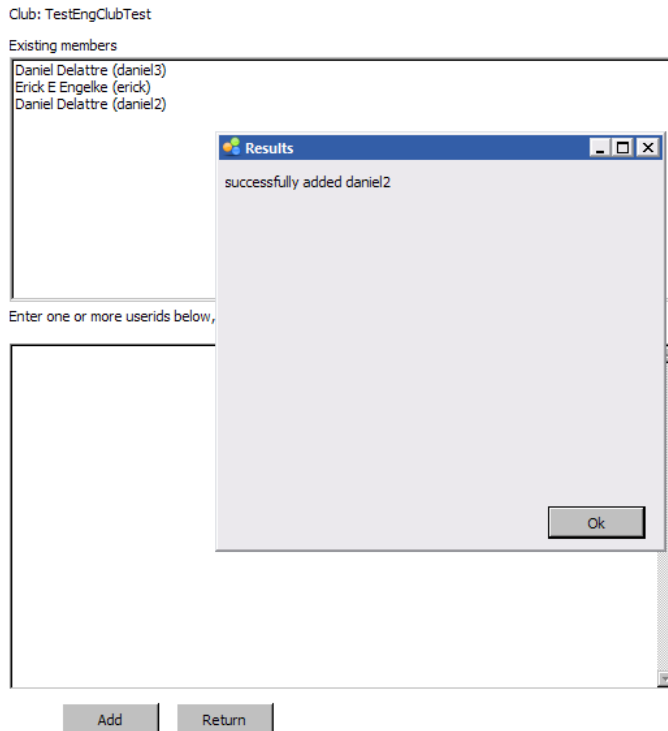 Club: TestEngClubTest
Existing members
Daniel Delattre (daniel3)
Erick E Engelke (erick)
Daniel Delattre (daniel2)
Results
successfully added daniel2
Enter one or more userids below,
Ok
Add
Return